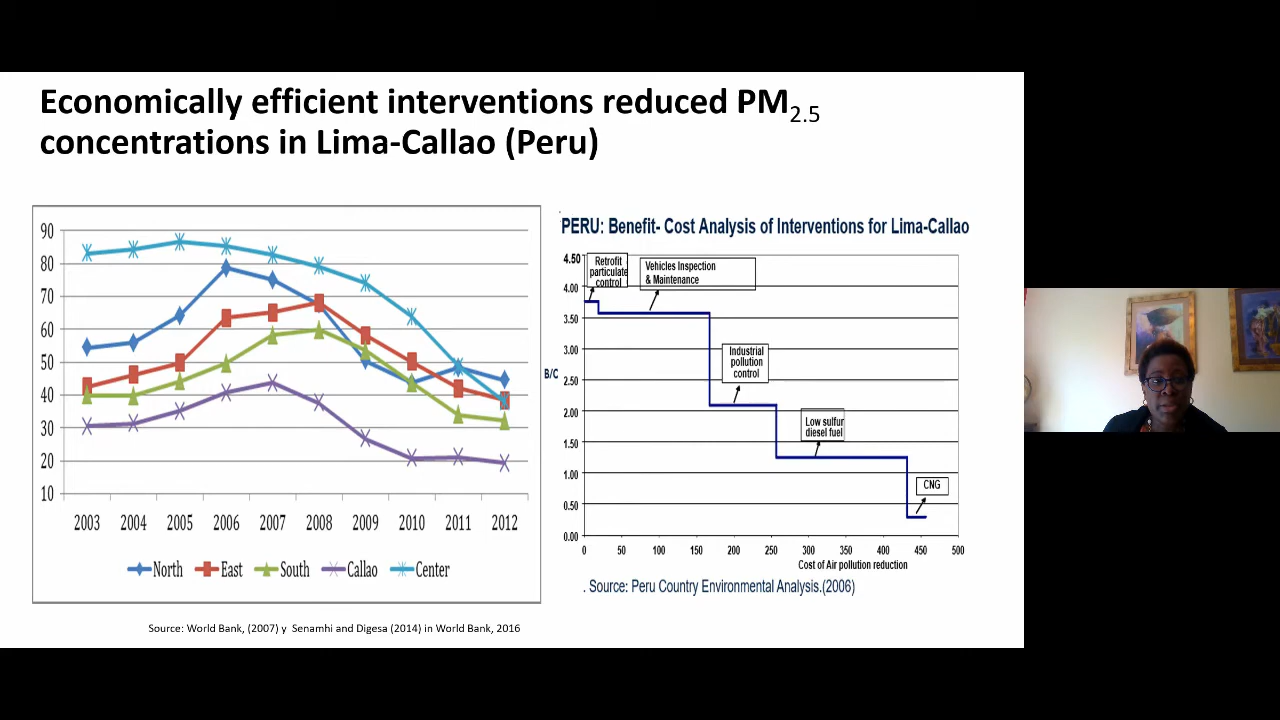 Economically efficient interventions reduced PM2.5
concentrations in Lima-Callao (Peru)
90
80
70
60
50
40
30
20
10
2003 2004 2005 2006 2007 2008 2009 2010 2011 2012
North East South Callao Center
Source: World Bank, (2007) y Senamhi and Digesa (2014) in World Bank, 2016
PERU: Benefit- Cost Analysis of Interventions for Lima-Callao
4.50
4.00
3.50
3.00
2.50
2.00
1.50
1.00
0.50
0.00
B/C
Retrofit
particulate
control
Vehicles Inspection
& Maintenance
Industrial
pollution
control
Low sulfur
diesel fuel
CNG
0 50 100 150 200 250 300 350 400 450 500
Cost of Air pollution reduction
. Source: Peru Country Environmental Analysis.(2006)